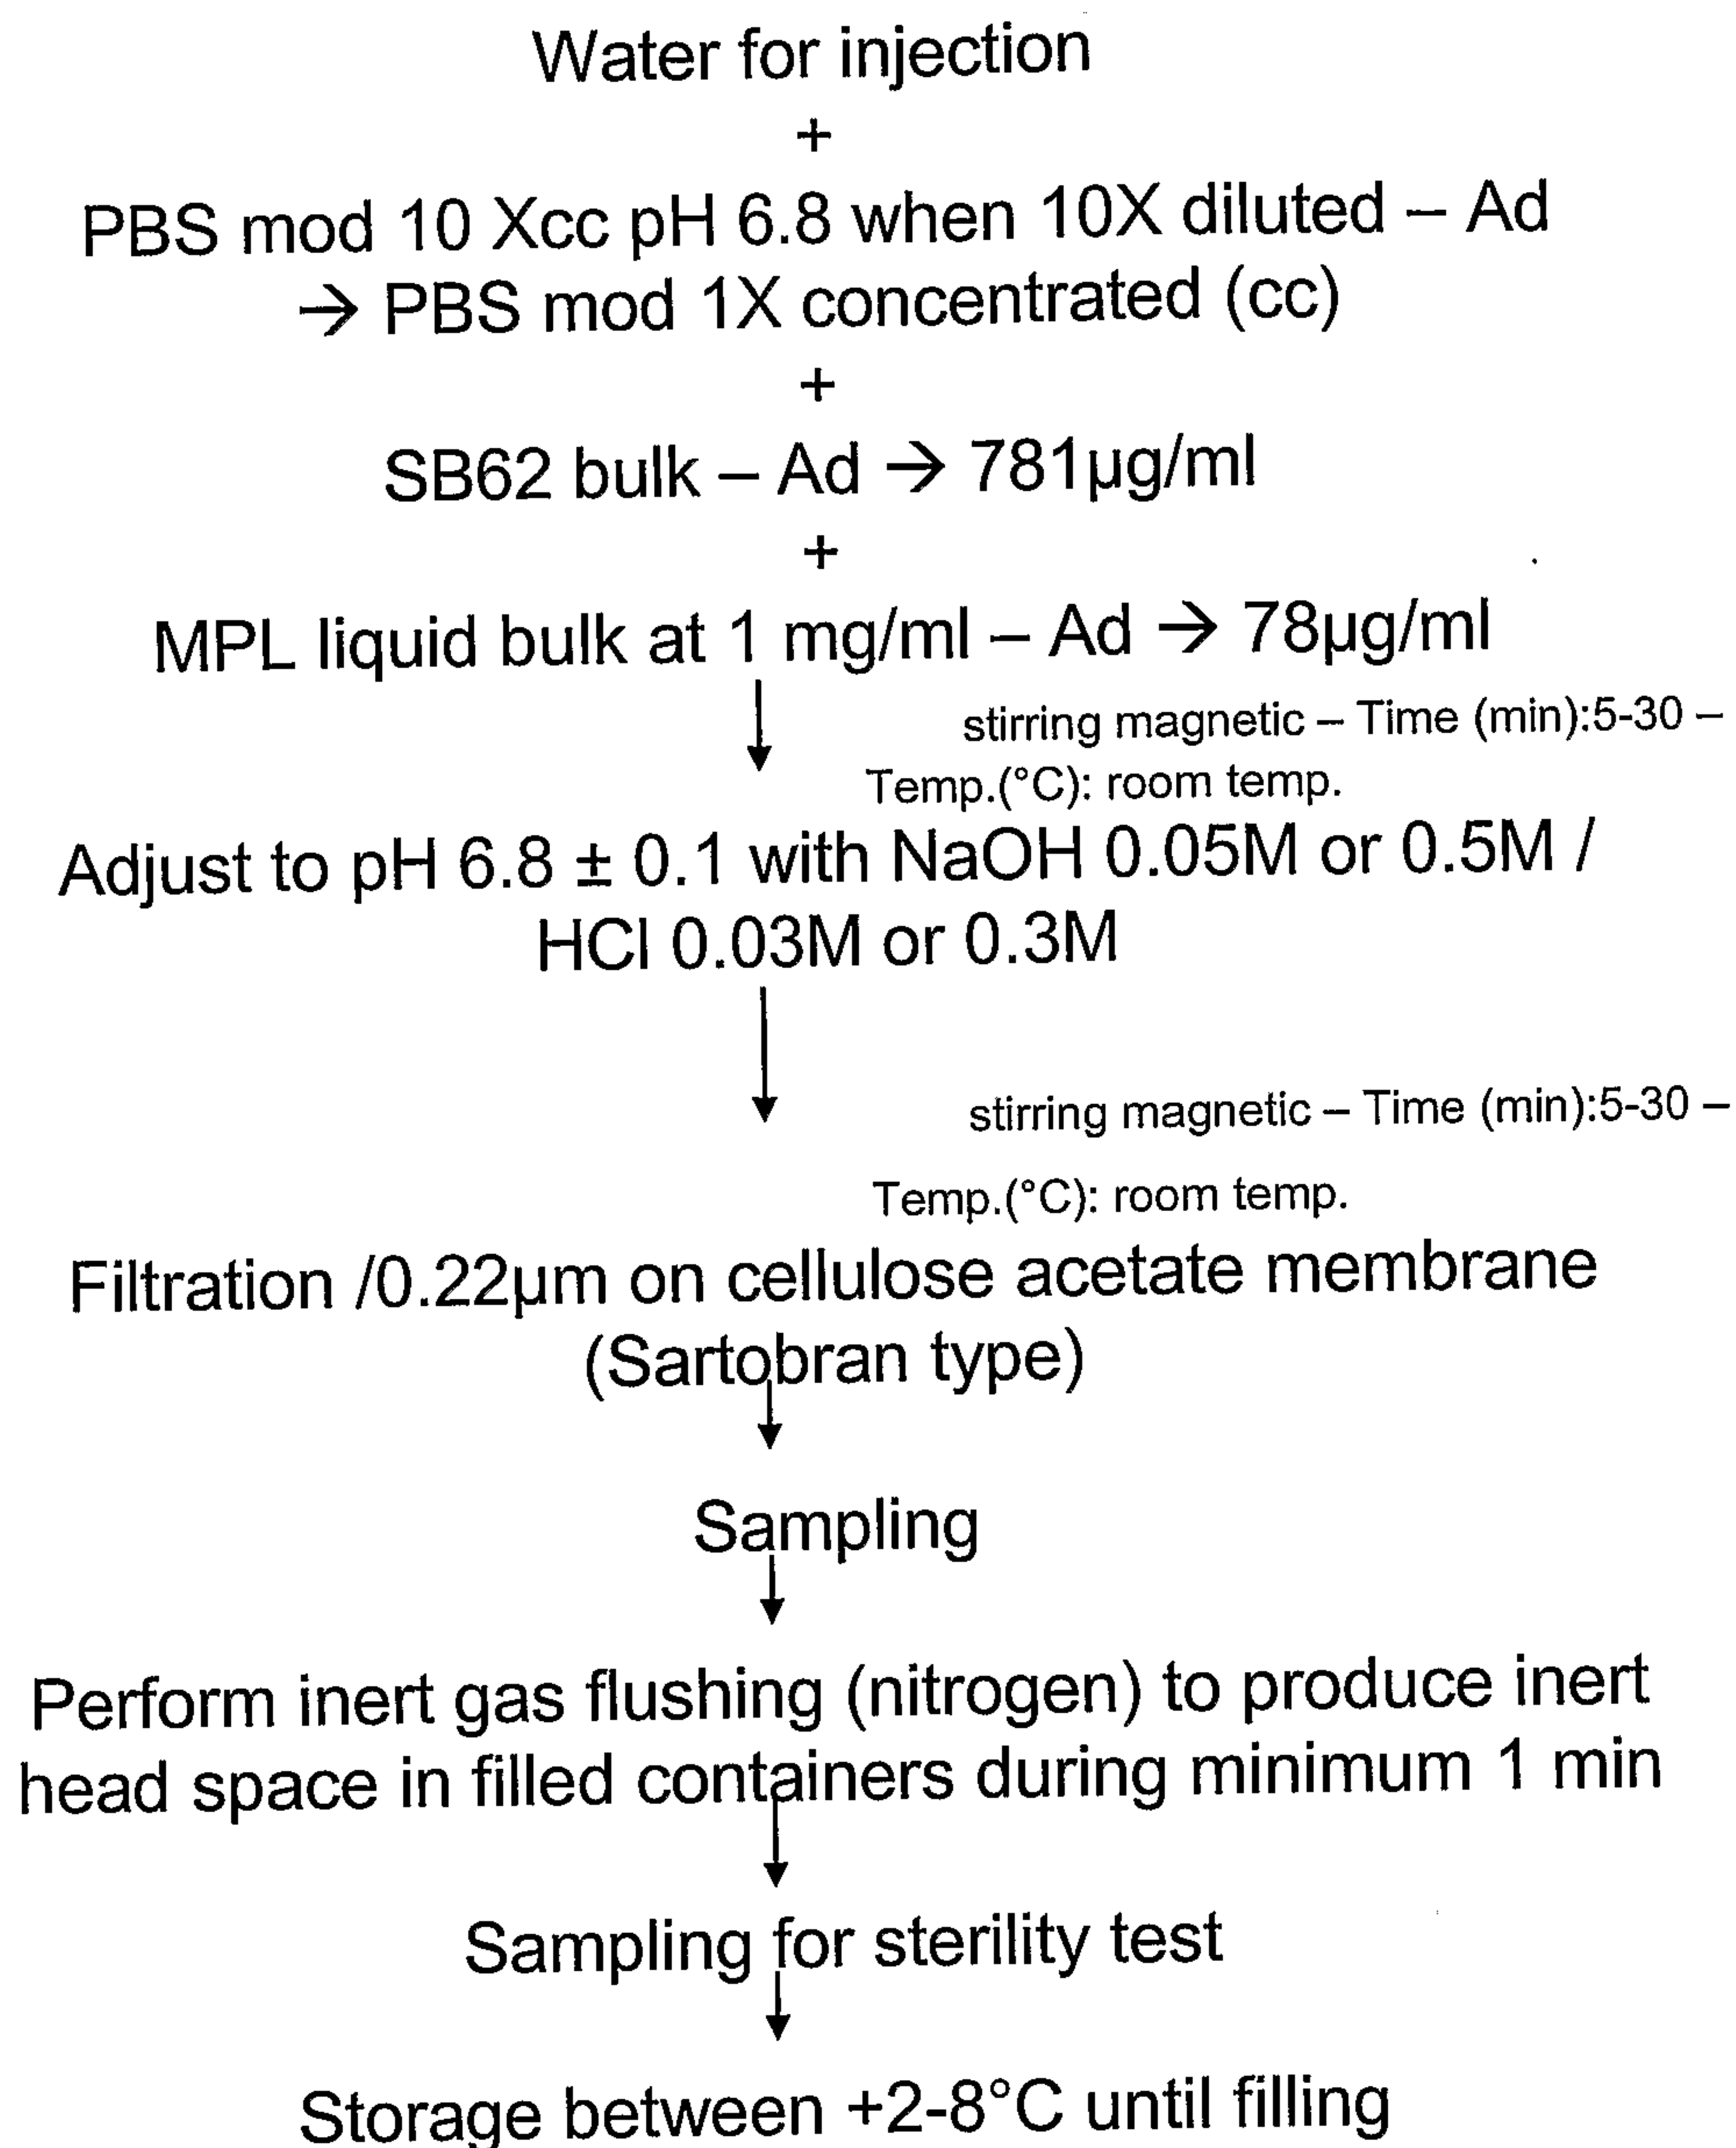 Water for injection
+
PBS mod 10 Xcc pH 6.8 when 10X diluted – Ad
→ PBS mod 1X concentrated (cc)
+
SB62 bulk – Ad → 781µg/ml
+
MPL liquid bulk at 1 mg/ml – Ad → 78µg/ml
stirring magnetic – Time (min):5-30 –
Temp.(°C): room temp.
Adjust to pH 6.8 ± 0.1 with NaOH 0.05M or 0.5M /
HCl 0.03M or 0.3M
stirring magnetic – Time (min):5-30 –
Temp.(°C): room temp.
Filtration /0.22µm on cellulose acetate membrane
(Sartobran type)
Sampling
Perform inert gas flushing (nitrogen) to produce inert
head space in filled containers during minimum 1 min
Sampling for sterility test
Storage between +2-8°C until filling